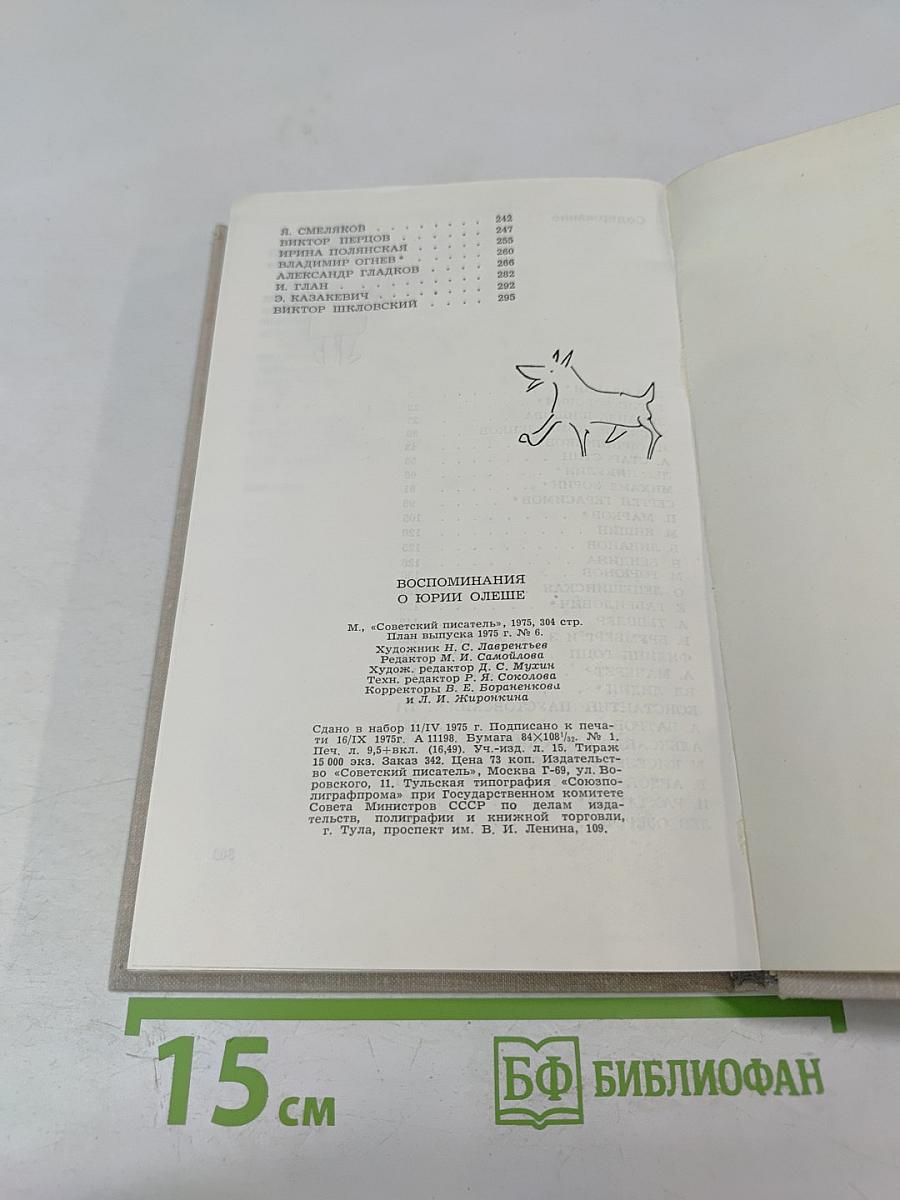 Я. СМЕЛЯКОВ . . . . . . . . 242
ВИКТОР ПЕРЦОВ . . . . . . 247
ИРИНА ПОЛЯНСКАЯ . . . . . 255
ВЛАДИМИР ОГНЕВ* . . . . . 260
АЛЕКСАНДР ГЛАДКОВ . . . . 266
И. ГЛАН . . . . . . . . . . 282
Э. КАЗАКЕВИЧ . . . . . . . 292
ВИКТОР ШКЛОВСКИЙ . . . . 295
ВОСПОМИНАНИЯ
О ЮРИИ ОЛЕШЕ
М., «Советский писатель», 1975, 304 стр.
План выпуска 1975 г. № 6.
Художник Н. С. Лаврентьев
Редактор М. И. Самойлова
Худож. редактор Д. С. Мухин
Техн. редактор Р. Я. Соколова
Корректоры В. Е. Бораненкова
и Л. И. Жиронкина
Сдано в набор 11/IV 1975 г. Подписано к печа-
ти 16/IX 1975г. А 11198. Бумага 84×108¹/₃₂. № 1.
Печ. л. 9,5+вкл. (16,49). Уч.-изд. л. 15. Тираж
15 000 экз. Заказ 342. Цена 73 коп. Издательст-
во «Советский писатель», Москва Г-69, ул. Во-
ровского, 11. Тульская типография «Союзпо-
лиграфпрома» при Государственном комитете
Совета Министров СССР по делам изда-
тельств, полиграфии и книжной торговли,
г. Тула, проспект им. В. И. Ленина, 109.
15 см
БФ БИБЛИОФАН